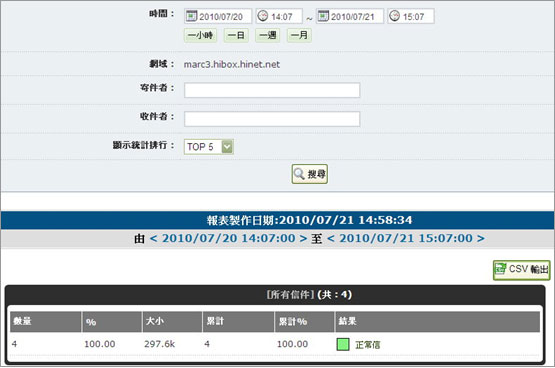 時間： 2010/07/20 14:07 ~ 2010/07/21 15:07
一小時 一日 一週 一月
網域： marc3.hibox.hinet.net
寄件者：
收件者：
顯示統計排行： TOP 5
搜尋
報表製作日期:2010/07/21 14:58:34
由 < 2010/07/20 14:07:00 > 至 < 2010/07/21 15:07:00 >
CSV 輸出
[所有信件] (共：4)
數量 % 大小 累計 累計% 結果
4 100.00 297.6k 4 100.00 正常信